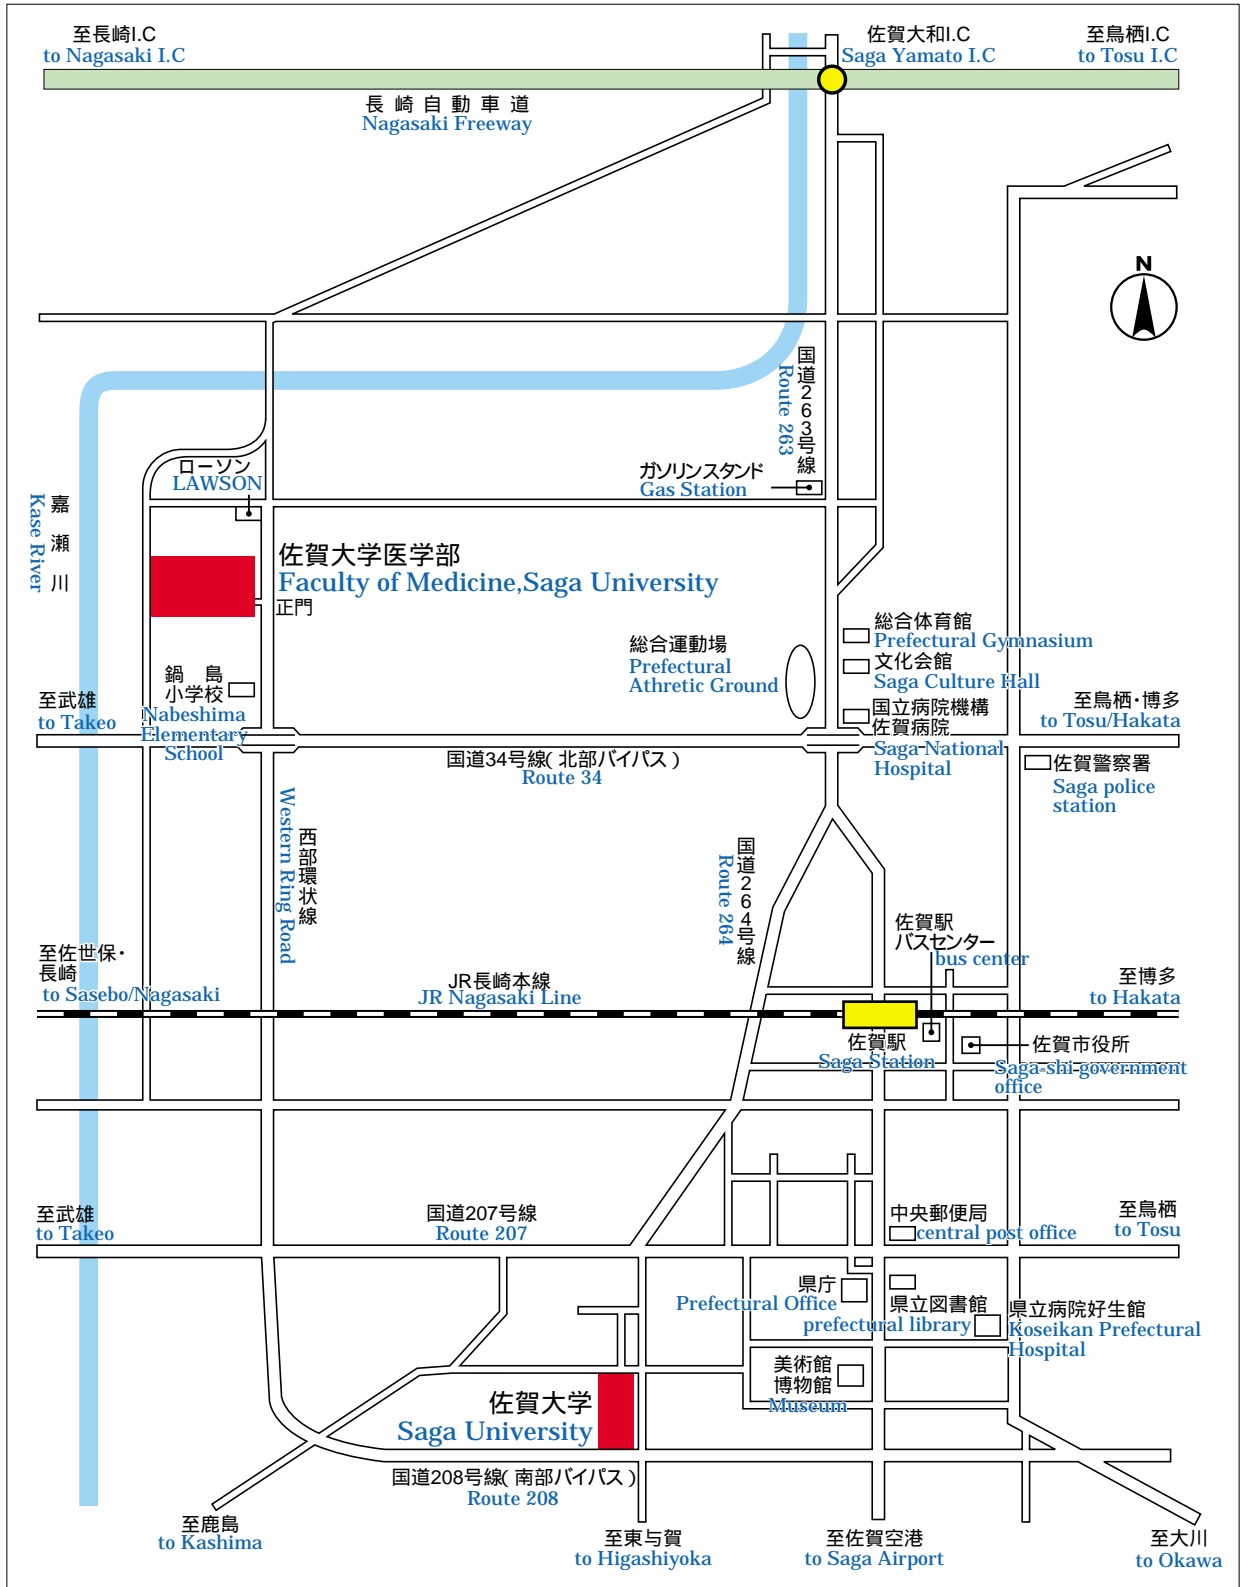 至長崎I.C
to Nagasaki I.C
佐賀大和I.C
Saga Yamato I.C
至鳥栖I.C
to Tosu I.C
長崎自動車道
Nagasaki Freeway
N
国道263号線
Route 263
ローソン
LAWSON
ガソリンスタンド
Gas Station
嘉瀬川
Kase River
佐賀大学医学部
Faculty of Medicine,Saga University
正門
総合体育館
Prefectural Gymnasium
総合運動場
Prefectural
Athretic Ground
文化会館
Saga Culture Hall
鍋島
小学校
Nabeshima
Elementary
School
至武雄
to Takeo
国立病院機構
佐賀病院
Saga National
Hospital
至鳥栖・博多
to Tosu/Hakata
国道34号線(北部バイパス)
Route 34
佐賀警察署
Saga police
station
西部環状線
Western Ring Road
国道264号線
Route 264
佐賀駅
バスセンター
bus center
至佐世保・
長崎
to Sasebo/Nagasaki
JR長崎本線
JR Nagasaki Line
至博多
to Hakata
佐賀駅
Saga Station
佐賀市役所
Saga-shi government
office
至武雄
to Takeo
国道207号線
Route 207
中央郵便局
central post office
至鳥栖
to Tosu
県庁
Prefectural Office
県立図書館
prefectural library
県立病院好生館
Koseikan Prefectural
Hospital
美術館
博物館
Museum
佐賀大学
Saga University
国道208号線(南部バイパス)
Route 208
至鹿島
to Kashima
至東与賀
to Higashiyoka
至佐賀空港
to Saga Airport
至大川
to Okawa